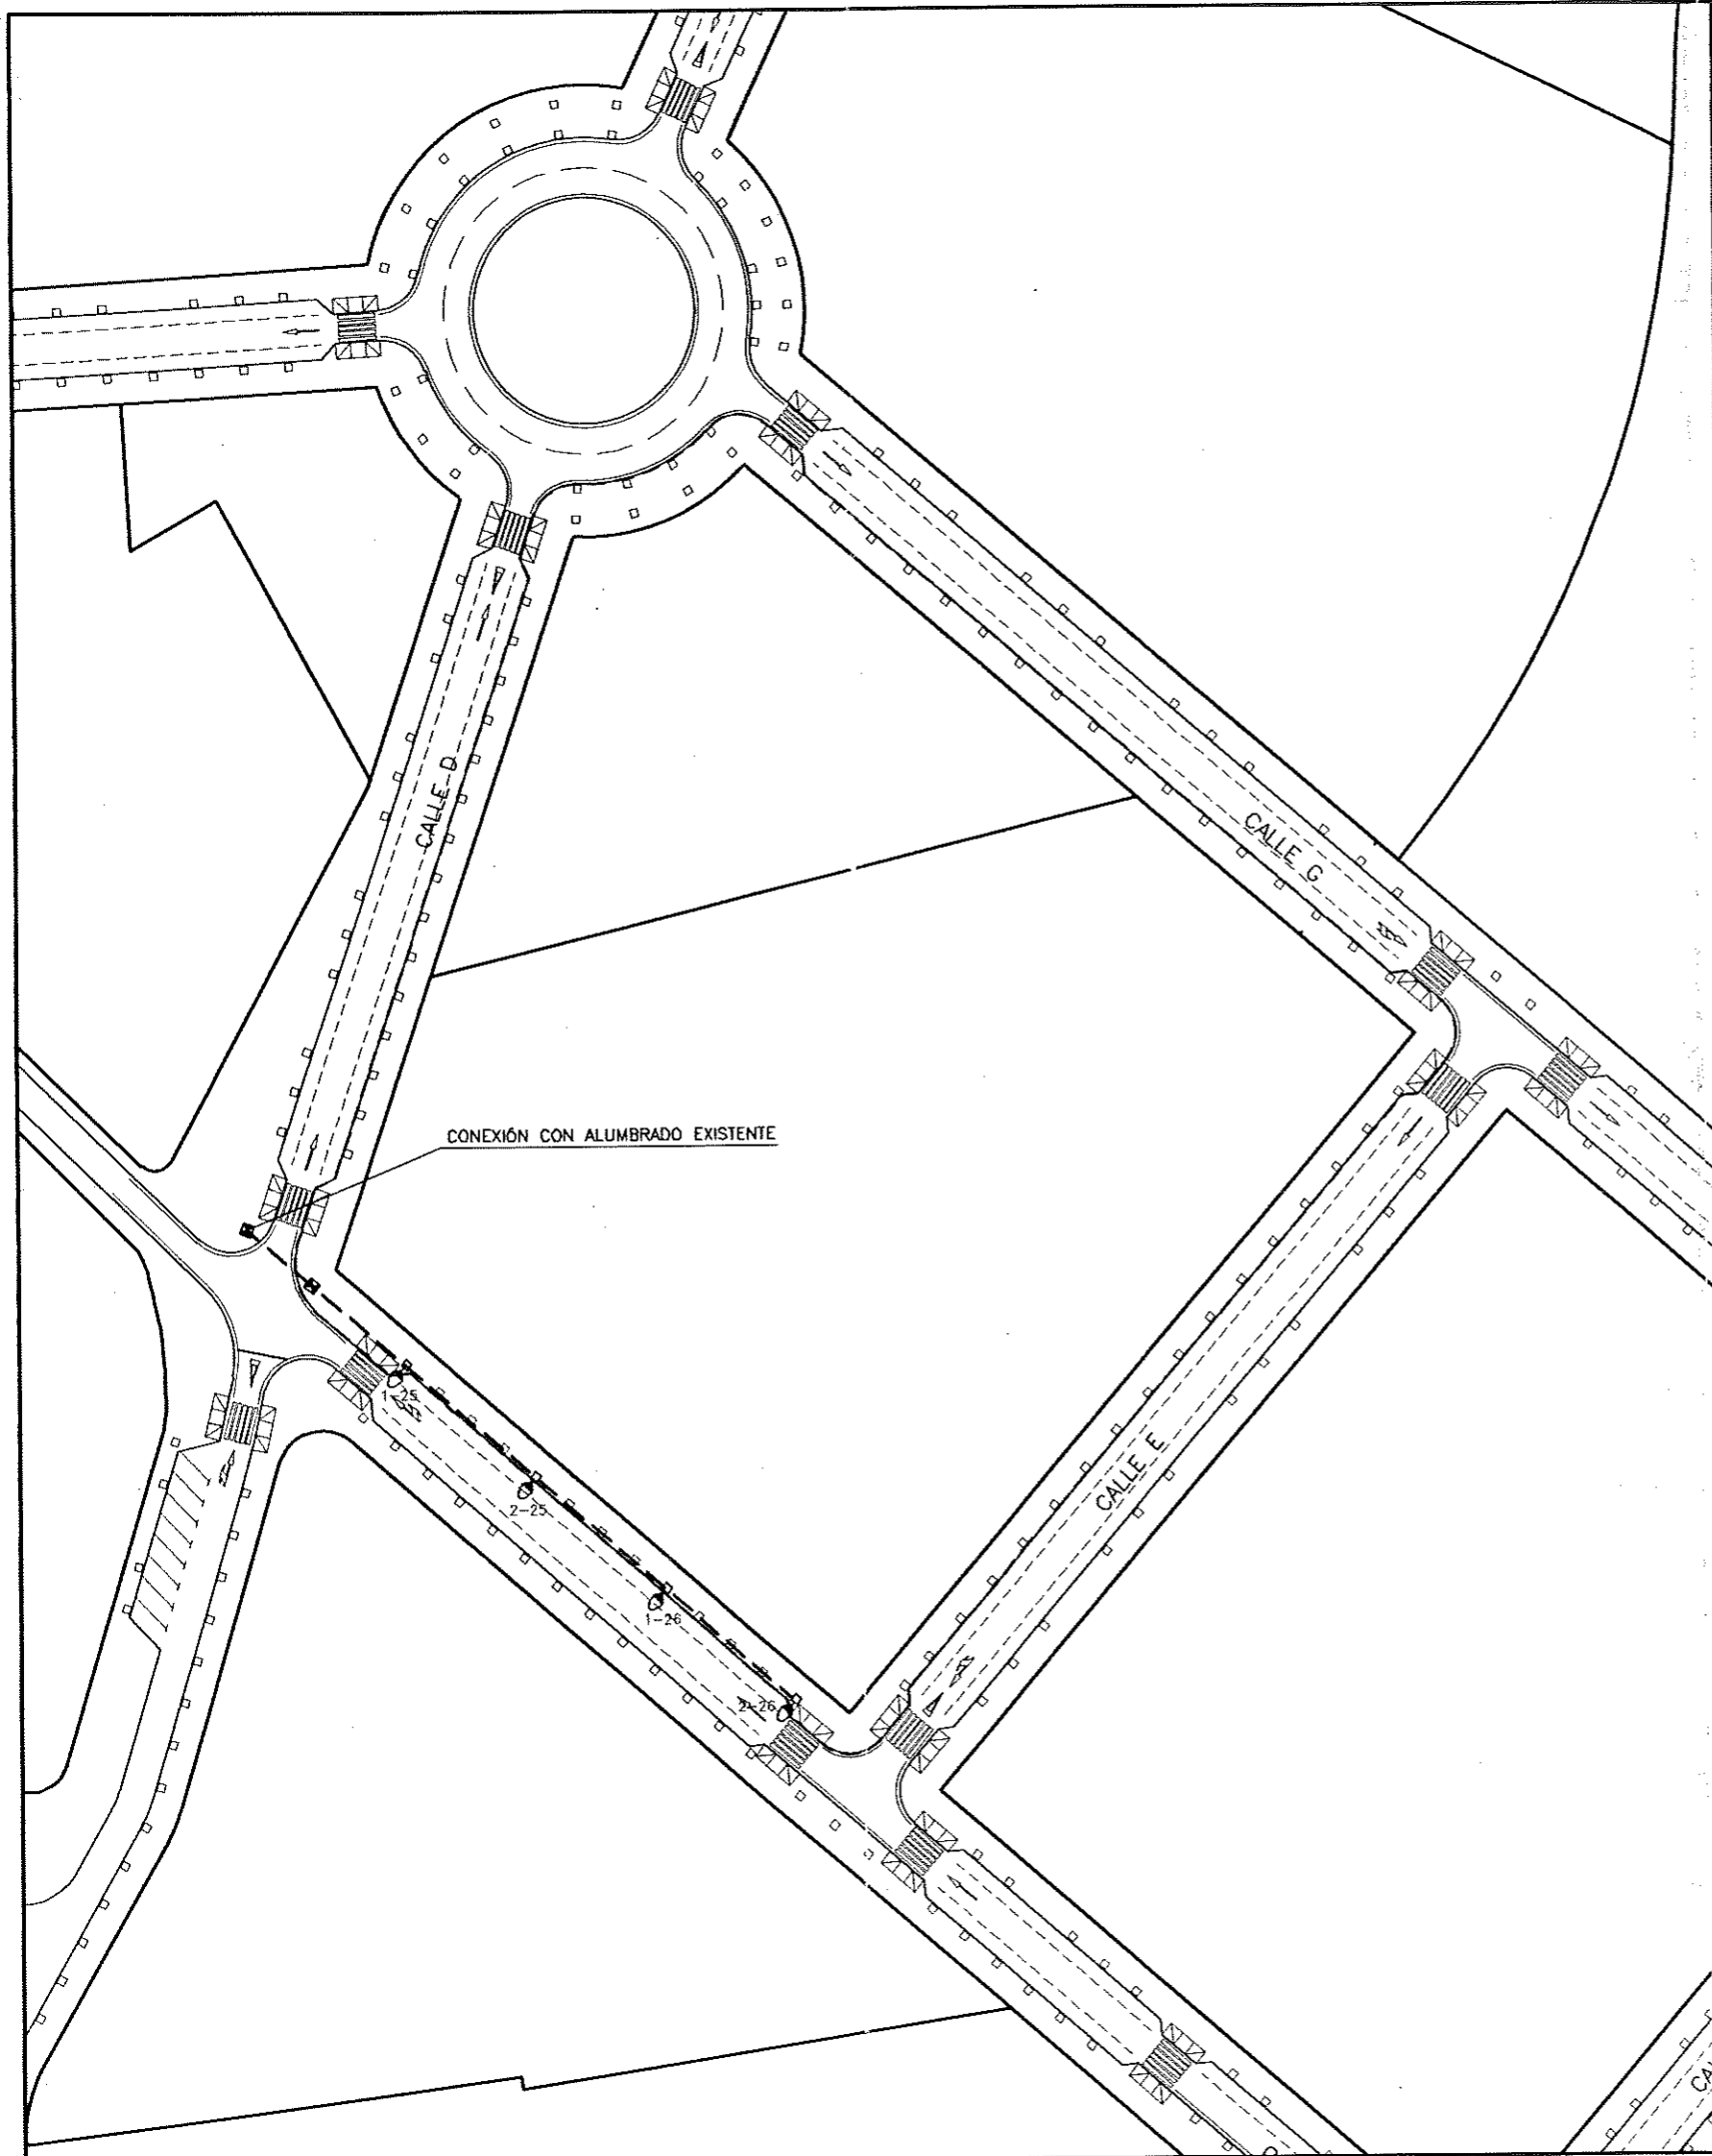 CALLE D
CALLE G
CONEXIÓN CON ALUMBRADO EXISTENTE
1-25
2-25
CALLE E
1-26
2-26